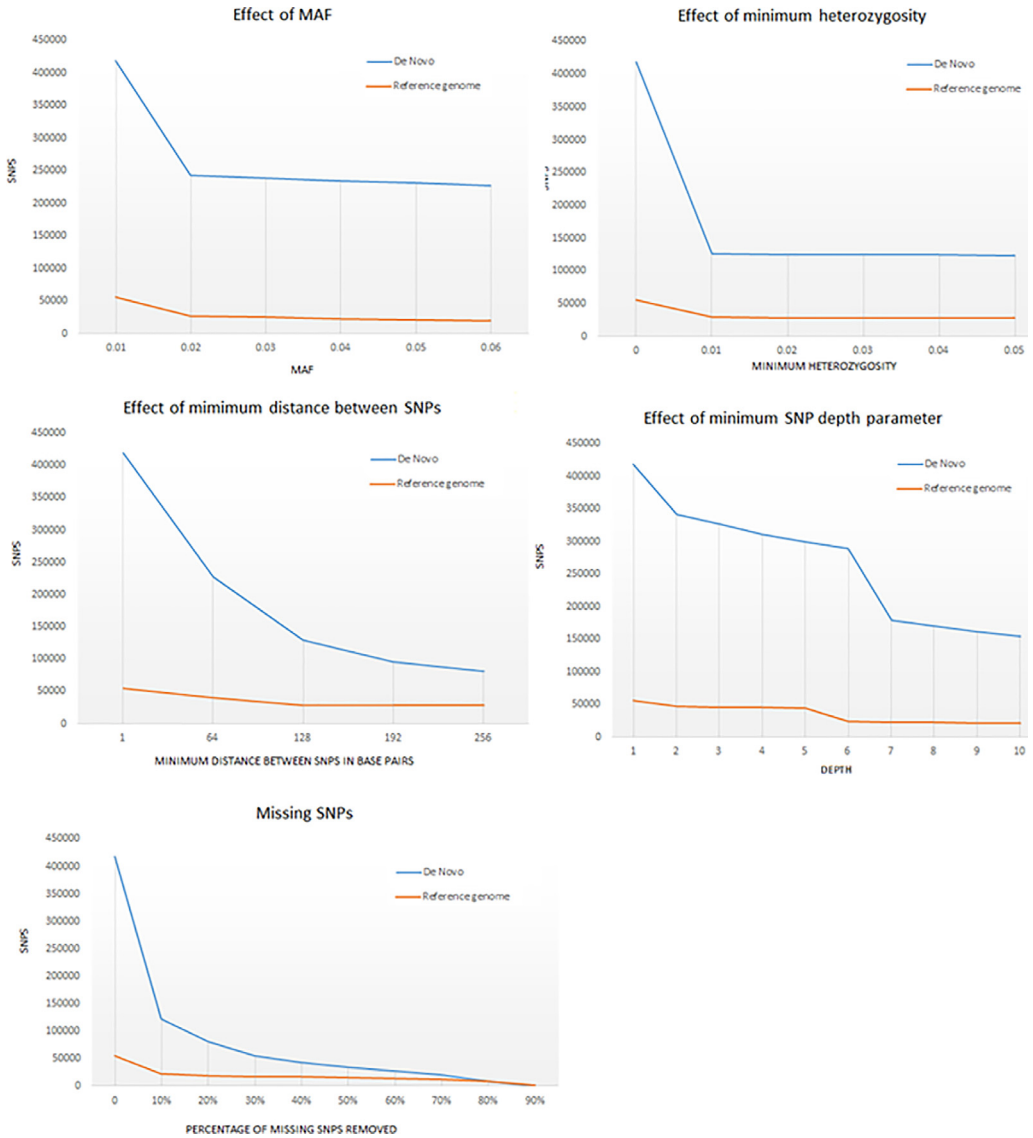 Effect of MAF
450000
400000
350000
300000
250000
200000
150000
100000
50000
0
SNPS
De Novo
Reference genome
0.01 0.02 0.03 0.04 0.05 0.06
MAF
Effect of minimum heterozygosity
450000
400000
350000
300000
250000
200000
150000
100000
50000
0
De Novo
Reference genome
0 0.01 0.02 0.03 0.04 0.05
MINIMUM HETEROZYGOSITY
Effect of mimimum distance between SNPs
450000
400000
350000
300000
250000
200000
150000
100000
50000
0
SNPS
De Novo
Reference genome
1 64 128 192 256
MINIMUM DISTANCE BETWEEN SNPS IN BASE PAIRS
Effect of minimum SNP depth parameter
450000
400000
350000
300000
250000
200000
150000
100000
50000
0
SNPS
De Novo
Reference genome
1 2 3 4 5 6 7 8 9 10
DEPTH
Missing SNPs
450000
400000
350000
300000
250000
200000
150000
100000
50000
0
SNPS
De Novo
Reference genome
0 10% 20% 30% 40% 50% 60% 70% 80% 90%
PERCENTAGE OF MISSING SNPS REMOVED